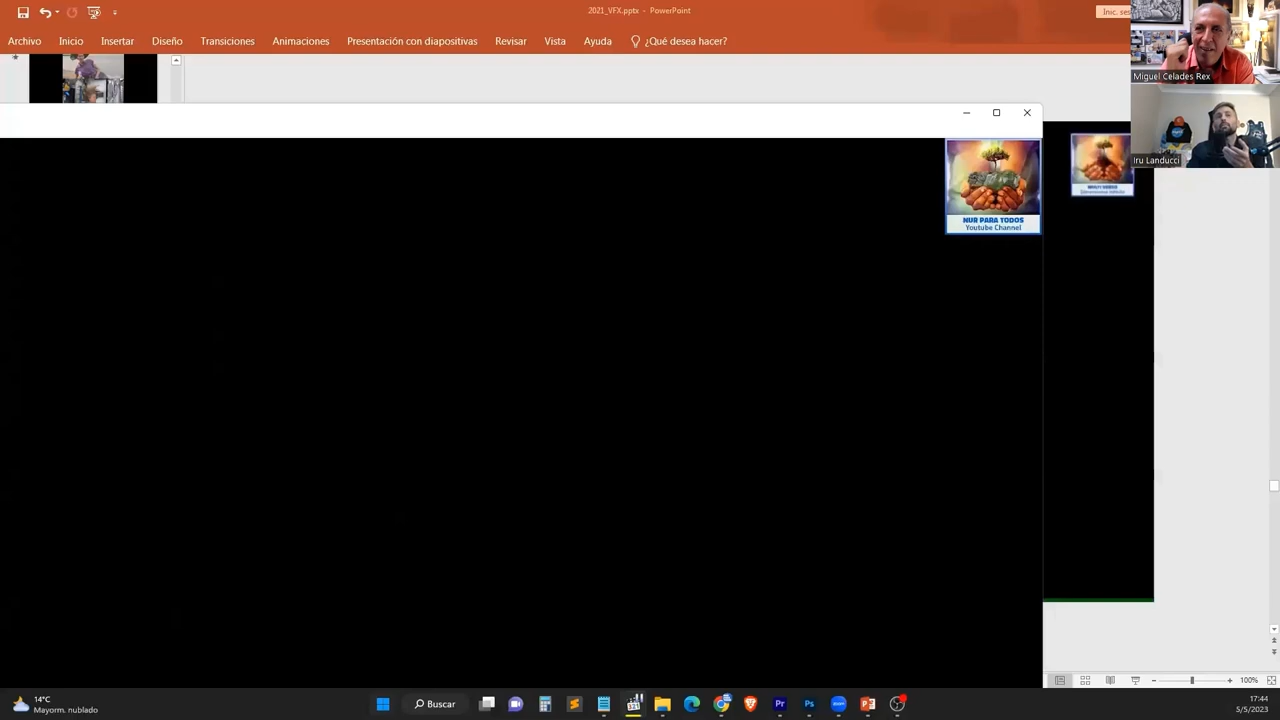 2021_VFX.pptx - PowerPoint
Inic. ses
Archivo Inicio Insertar Diseño Transiciones Animaciones Presentación con diapositivas Revisar Vista Ayuda ¿Qué desea hacer?
Miguel Celades Rex
Iru Landucci
NUR PARA TODOS
Youtube Channel
100%
14°C
Mayorm. nublado
Buscar
17:44
5/5/2023